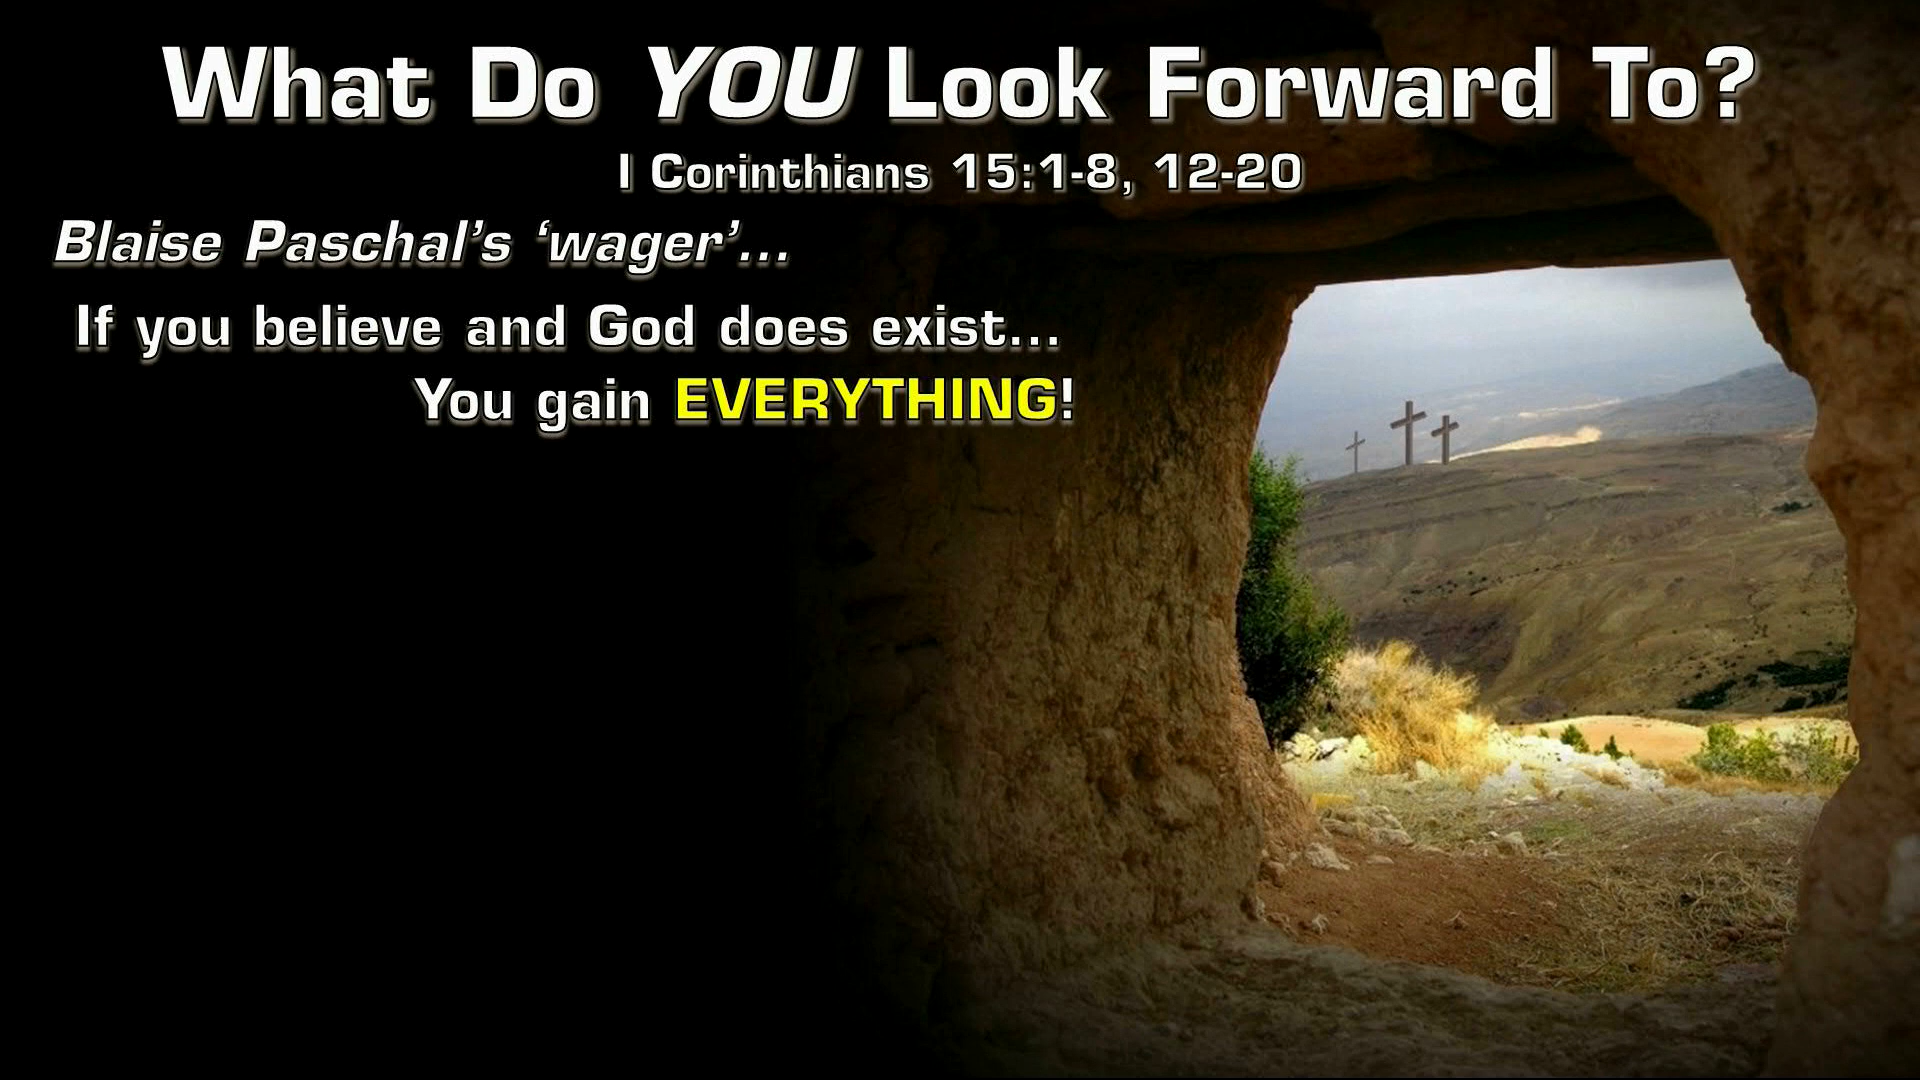 What Do YOU Look Forward To?
I Corinthians 15:1-8, 12-20
Blaise Paschal’s ‘wager’...
If you believe and God does exist...
You gain EVERYTHING!